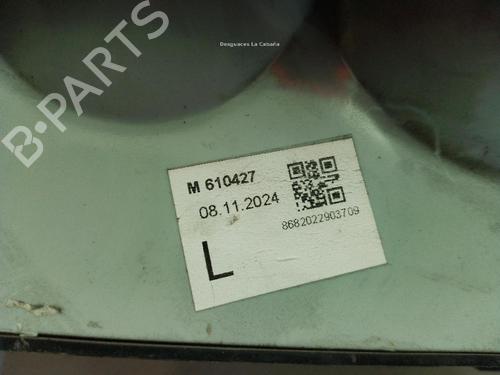 Desguaces La Cabaña
B-PARTS
M 610427
08.11.2024
8682022903709
L